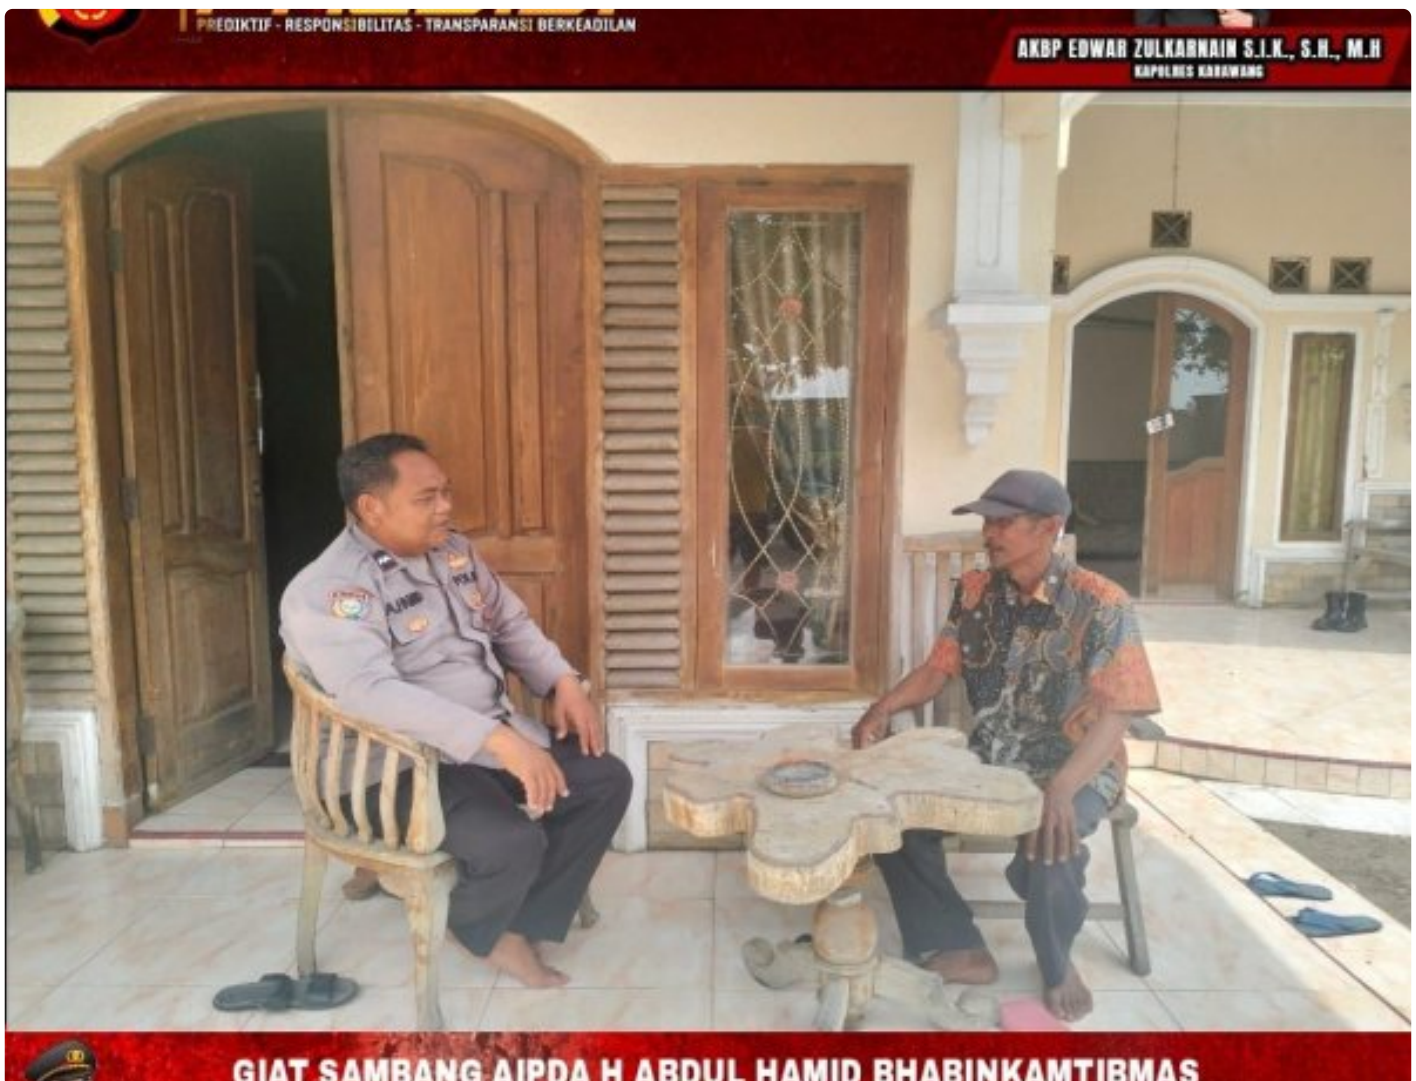 PREDIKTIF - RESPONSIBILITAS - TRANSPARANSI BERKEADILAN
AKBP EDWAR ZULKARNAIN S.I.K., S.H., M.H
KAPOLRES KARAWANG
GIAT SAMBANG AIPDA H ABDUL HAMID BHABINKAMTIBMAS